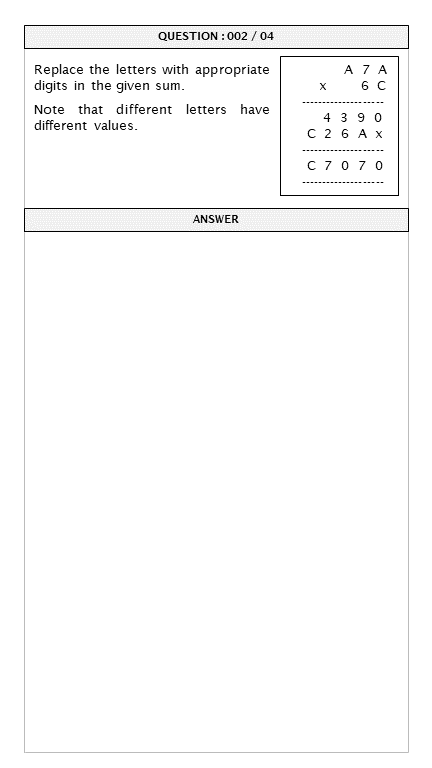 QUESTION : 002 / 04
Replace the letters with appropriate
digits in the given sum.
Note that different letters have
different values.
A 7 A
x 6 C
---------------------
4 3 9 0
C 2 6 A x
---------------------
C 7 0 7 0
---------------------
ANSWER